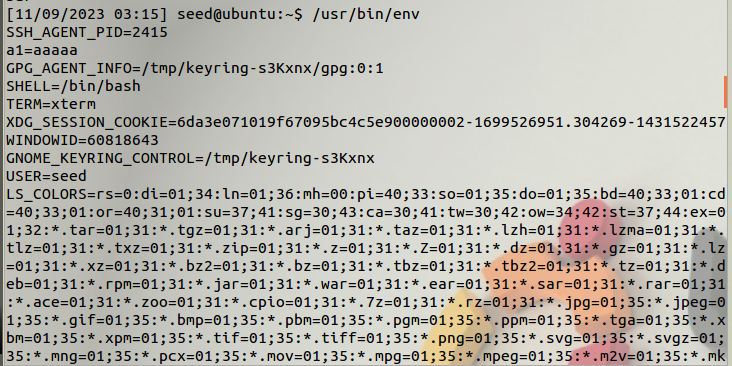 [11/09/2023 03:15] seed@ubuntu:~$ /usr/bin/env
SSH_AGENT_PID=2415
a1=aaaaa
GPG_AGENT_INFO=/tmp/keyring-s3Kxnx/gpg:0:1
SHELL=/bin/bash
TERM=xterm
XDG_SESSION_COOKIE=6da3e071019f67095bc4c5e900000002-1699526951.304269-1431522457
WINDOWID=60818643
GNOME_KEYRING_CONTROL=/tmp/keyring-s3Kxnx
USER=seed
LS_COLORS=rs=0:di=01;34:ln=01;36:mh=00:pi=40;33:so=01;35:do=01;35:bd=40;33;01:cd
=40;33;01:or=40;31;01:su=37;41:sg=30;43:ca=30;41:tw=30;42:ow=34;42:st=37;44:ex=0
1;32:*.tar=01;31:*.tgz=01;31:*.arj=01;31:*.taz=01;31:*.lzh=01;31:*.lzma=01;31:*.
tlz=01;31:*.txz=01;31:*.zip=01;31:*.z=01;31:*.Z=01;31:*.dz=01;31:*.gz=01;31:*.lz
=01;31:*.xz=01;31:*.bz2=01;31:*.bz=01;31:*.tbz=01;31:*.tbz2=01;31:*.tz=01;31:*.d
eb=01;31:*.rpm=01;31:*.jar=01;31:*.war=01;31:*.ear=01;31:*.sar=01;31:*.rar=01;31
:*.ace=01;31:*.zoo=01;31:*.cpio=01;31:*.7z=01;31:*.rz=01;31:*.jpg=01;35:*.jpeg=0
1;35:*.gif=01;35:*.bmp=01;35:*.pbm=01;35:*.pgm=01;35:*.ppm=01;35:*.tga=01;35:*.x
bm=01;35:*.xpm=01;35:*.tif=01;35:*.tiff=01;35:*.png=01;35:*.svg=01;35:*.svgz=01;
35:*.mng=01;35:*.pcx=01;35:*.mov=01;35:*.mpg=01;35:*.mpeg=01;35:*.m2v=01;35:*.mk